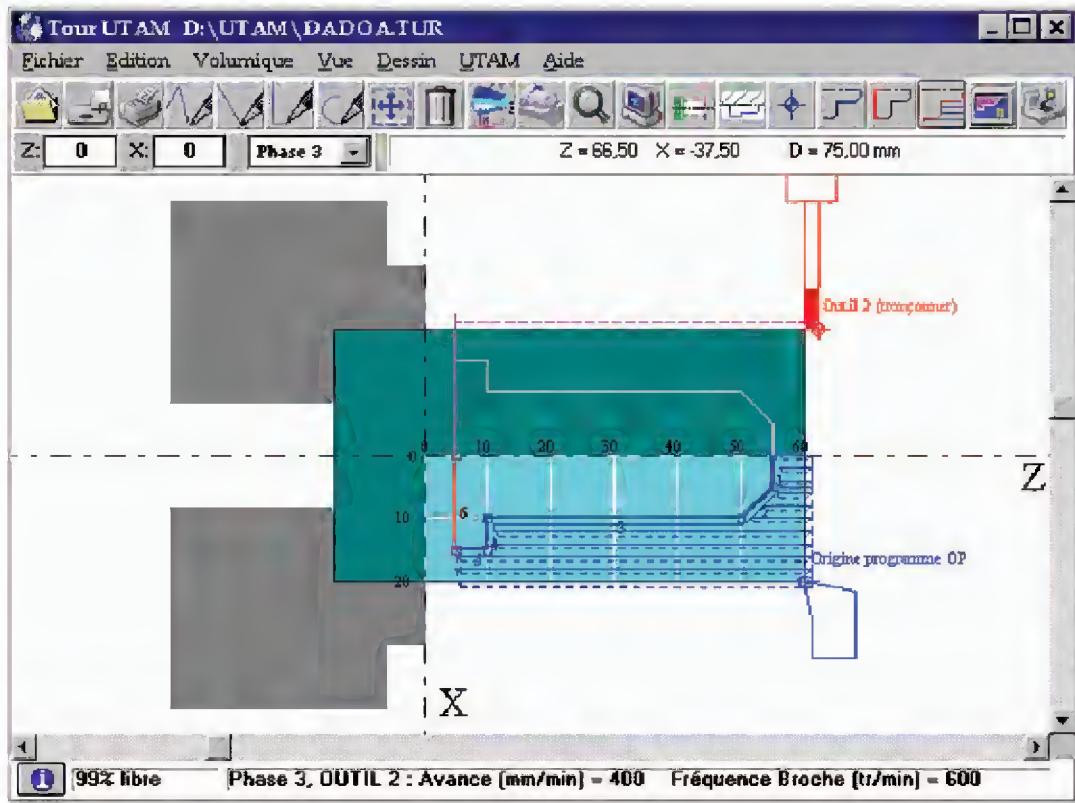 Tour UTAM D:\UTAM\DADOA.TUR
Fichier Edition Volumique Vue Dessin UTAM Aide
Z: 0 X: 0 Phase 3 Z = 66,50 X = -37,50 D = 75,00 mm
Outil 2 (tronçonner)
0 10 20 30 40 50 60
0
Z
1
10
6
3
Origine programme OP
20
X
99% libre Phase 3, OUTIL 2 : Avance (mm/min) = 400 Fréquence Broche (tr/min) = 600